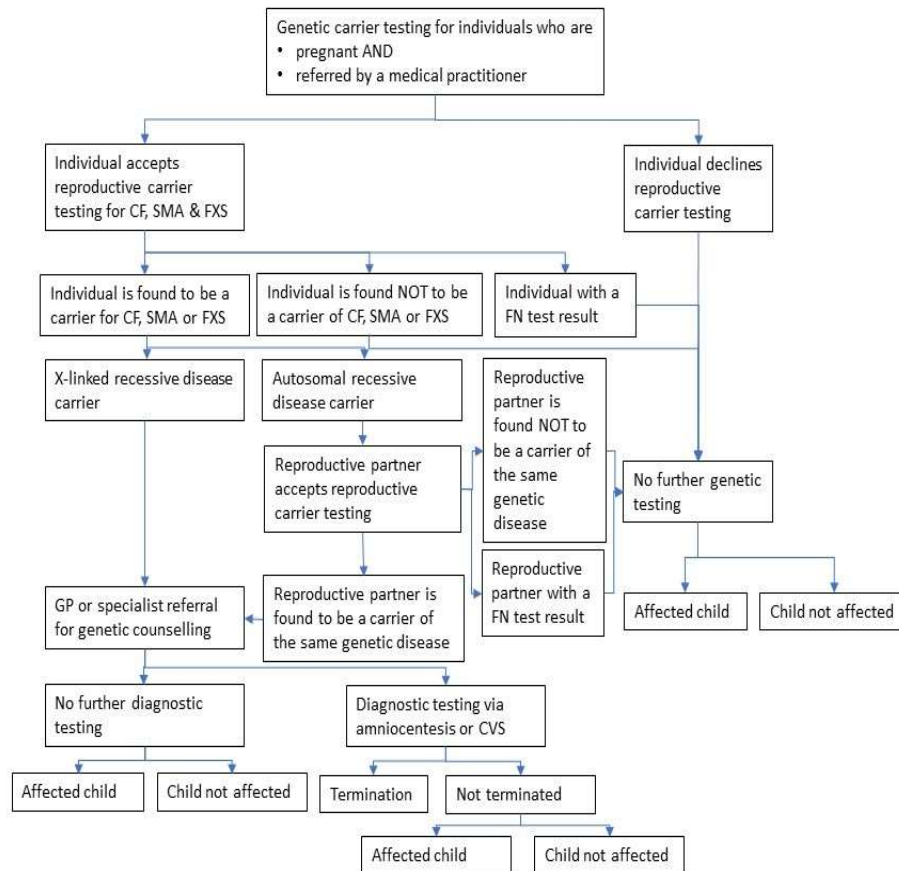 Genetic carrier testing for individuals who are
• pregnant AND
• referred by a medical practitioner
Individual accepts
reproductive carrier
testing for CF, SMA & FXS
Individual declines
reproductive
carrier testing
Individual is found to be a
carrier for CF, SMA or FXS
Individual is found NOT to be
a carrier of CF, SMA or FXS
Individual with a
FN test result
X-linked recessive disease
carrier
Autosomal recessive
disease carrier
Reproductive
partner is
found NOT to
be a carrier of
the same
genetic
disease
Reproductive partner
accepts reproductive
carrier testing
No further genetic
testing
Reproductive
partner with a
FN test result
GP or specialist referral
for genetic counselling
Reproductive partner is
found to be a carrier of
the same genetic disease
Affected child
Child not affected
No further diagnostic
testing
Diagnostic testing via
amniocentesis or CVS
Affected child
Child not affected
Termination
Not terminated
Affected child
Child not affected